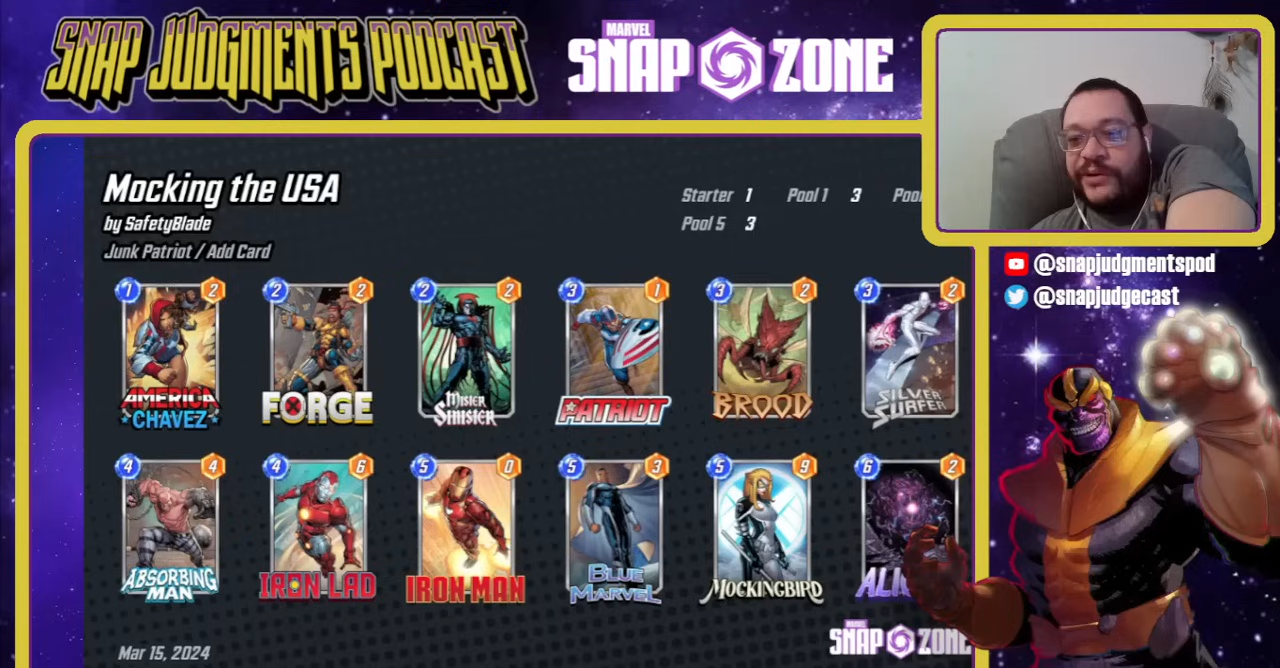 SNAP JUDGMENTS PODCAST
MARVEL
SNAP ZONE
Mocking the USA
by SafetyBlade
Junk Patriot / Add Card
Starter 1 Pool 1 3
Pool 5 3
@snapjudgmentspod
@snapjudgecast
1 2 2 2 2 2 3 1 3 2 3 2
AMERICA
CHAVEZ
FORGE
MISTER
SINISTER
PATRIOT
BROOD
SILVER
SURFER
4 4 4 6 5 0 5 3 5 9 6 2
ABSORBING
MAN
IRON LAD
IRON MAN
BLUE
MARVEL
MOCKINGBIRD
Mar 15, 2024
MARVEL
SNAP ZONE